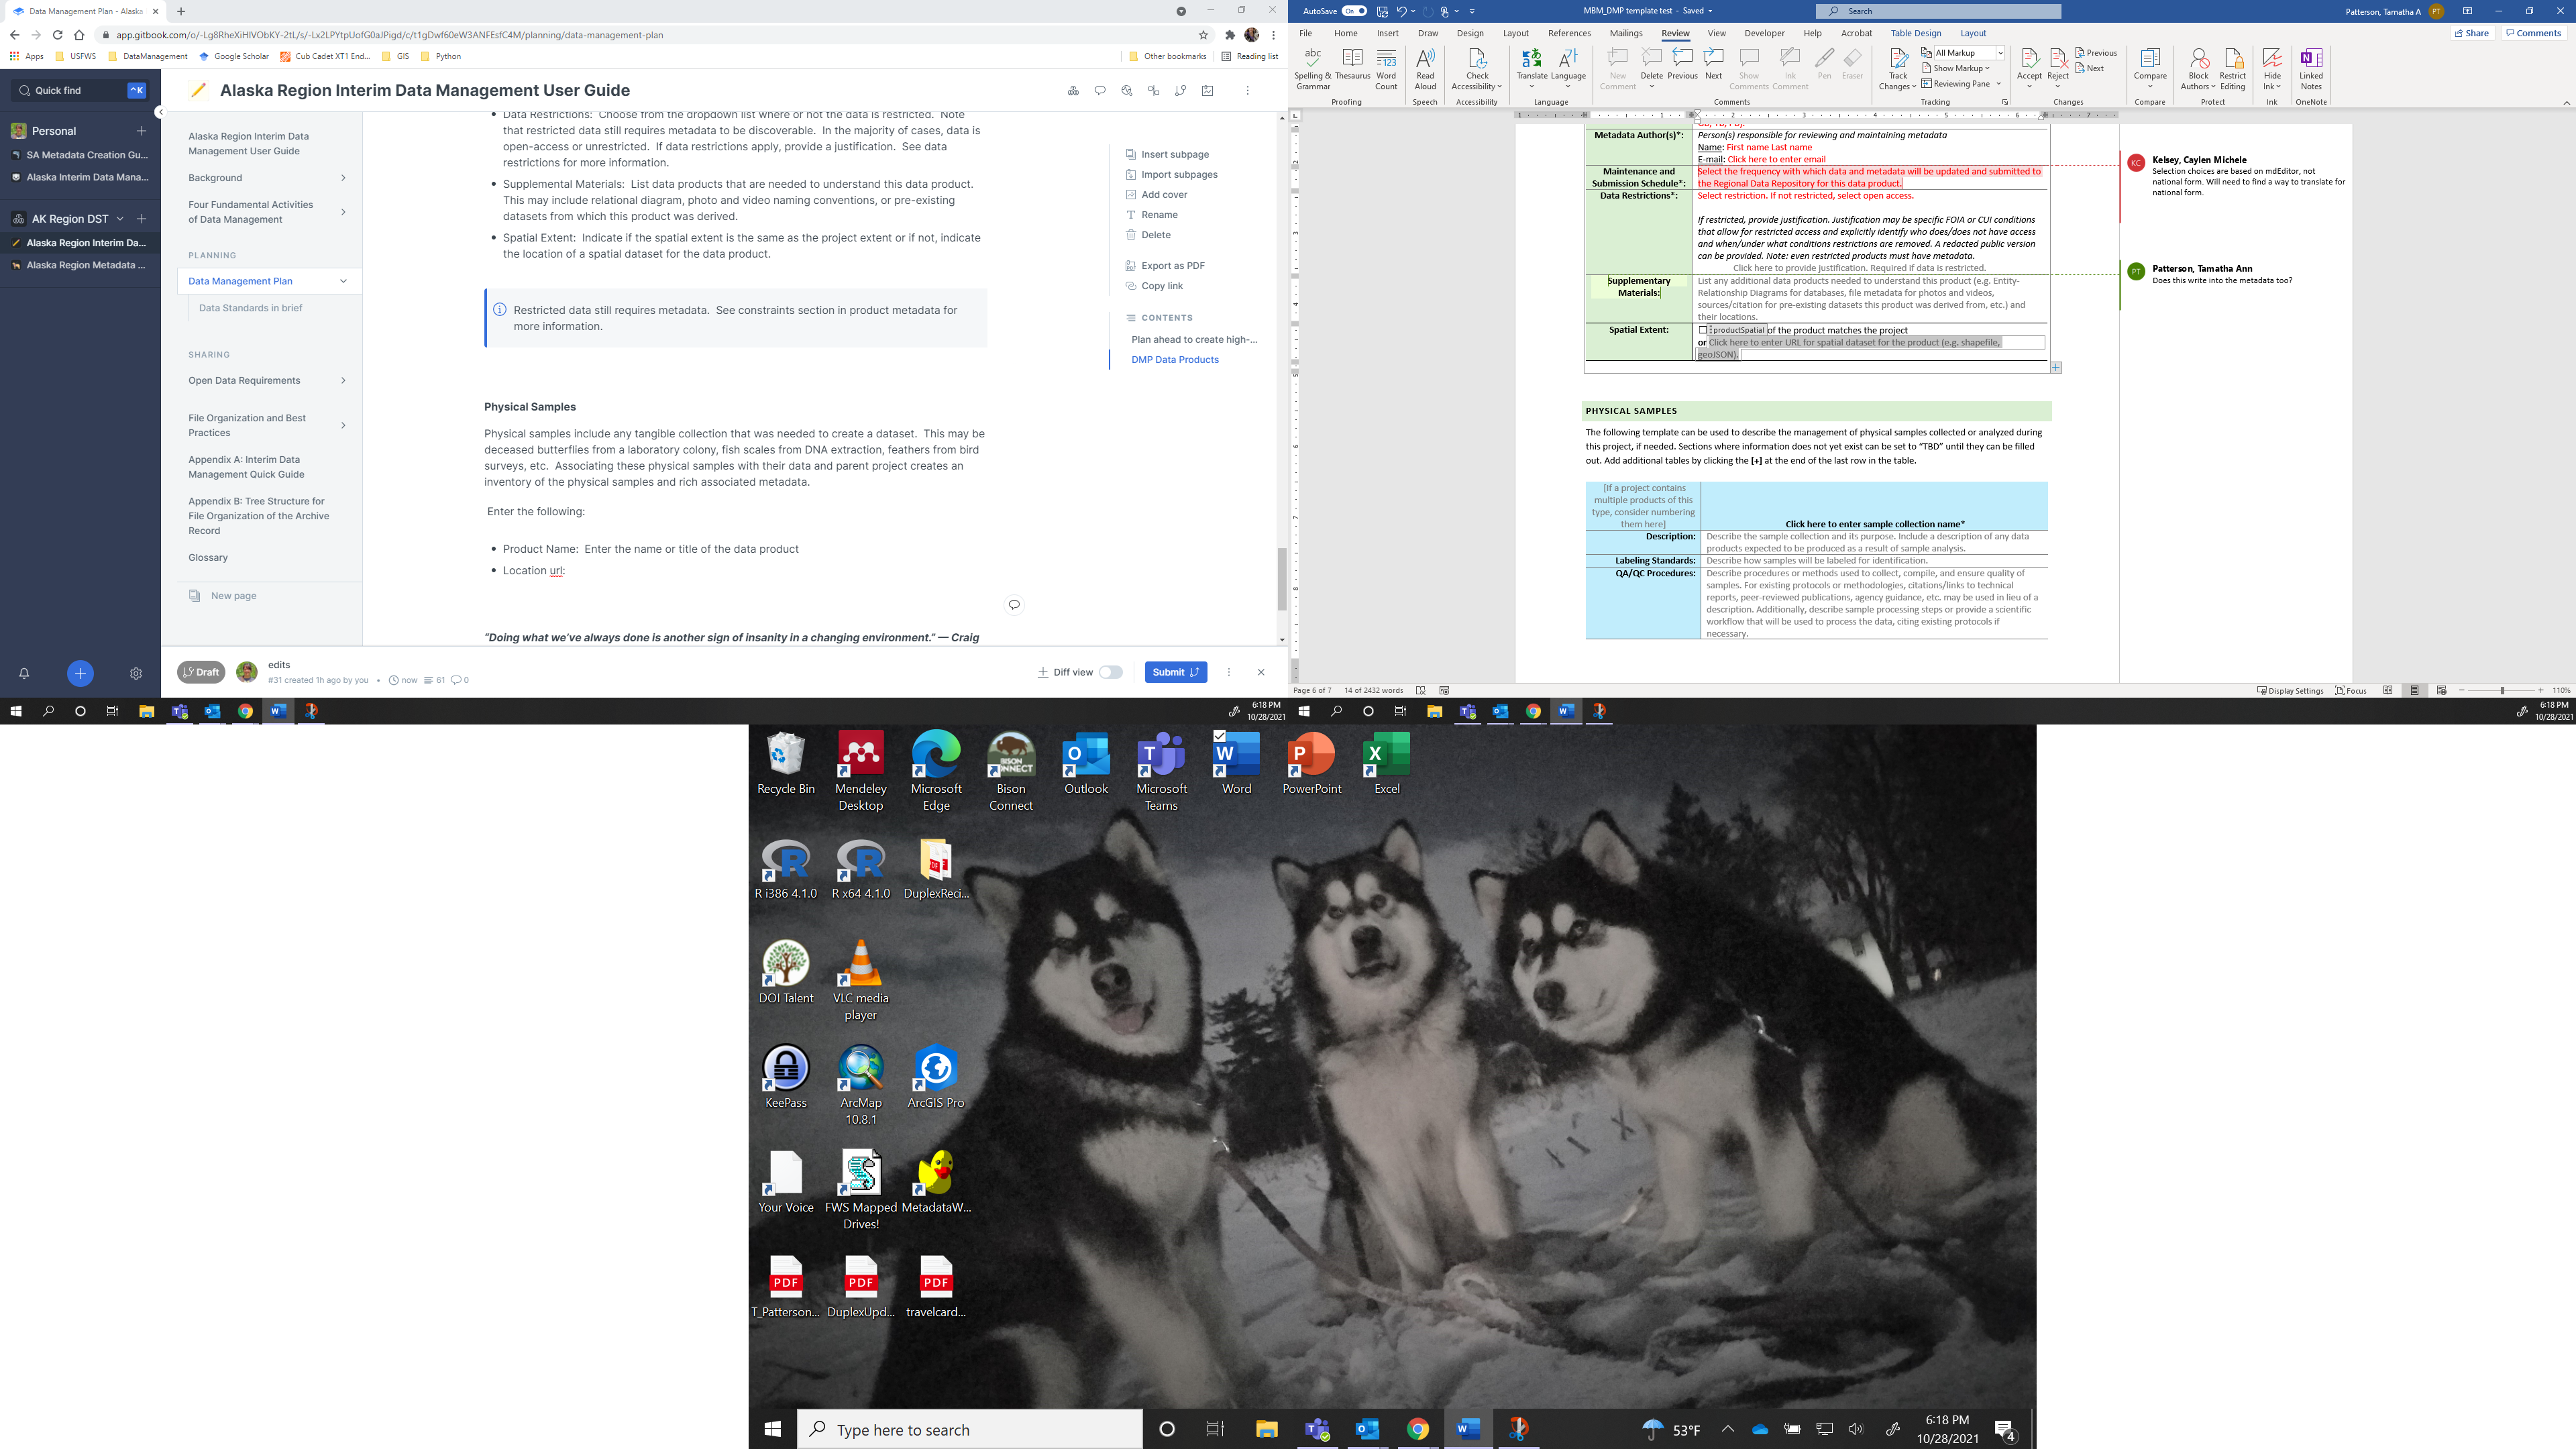 Data Management Plan - Alaska
app.gitbook.com/o/-Lg8RheXiHIVObKY-2tL/s/-Lx2LPYtpUofG0aJPigd/c/t1gDwf60eW3ANFEsfC4M/planning/data-management-plan
Apps USFWS DataManagement Google Scholar Cub Cadet XT1 End... GIS Python Other bookmarks Reading list
Quick find ^K
Personal
SA Metadata Creation Gu...
Alaska Interim Data Mana...
AK Region DST
Alaska Region Interim Da...
Alaska Region Metadata ...
Alaska Region Interim Data Management User Guide
Alaska Region Interim Data
Management User Guide
Background
Four Fundamental Activities
of Data Management
PLANNING
Data Management Plan
Data Standards in brief
SHARING
Open Data Requirements
File Organization and Best
Practices
Appendix A: Interim Data
Management Quick Guide
Appendix B: Tree Structure for
File Organization of the Archive
Record
Glossary
New page
Data Restrictions: Choose from the dropdown list where or not the data is restricted. Note
that restricted data still requires metadata to be discoverable. In the majority of cases, data is
open-access or unrestricted. If data restrictions apply, provide a justification. See data
restrictions for more information.
Supplemental Materials: List data products that are needed to understand this data product.
This may include relational diagram, photo and video naming conventions, or pre-existing
datasets from which this product was derived.
Spatial Extent: Indicate if the spatial extent is the same as the project extent or if not, indicate
the location of a spatial dataset for the data product.
Restricted data still requires metadata. See constraints section in product metadata for
more information.
Physical Samples
Physical samples include any tangible collection that was needed to create a dataset. This may be
deceased butterflies from a laboratory colony, fish scales from DNA extraction, feathers from bird
surveys, etc. Associating these physical samples with their data and parent project creates an
inventory of the physical samples and rich associated metadata.
Enter the following:
Product Name: Enter the name or title of the data product
Location url:
"Doing what we've always done is another sign of insanity in a changing environment." — Craig
Insert subpage
Import subpages
Add cover
Rename
Delete
Export as PDF
Copy link
CONTENTS
Plan ahead to create high-...
DMP Data Products
Draft
edits
#31 created 1h ago by you • now 61 0
Diff view
Submit
6:18 PM
10/28/2021
AutoSave On
MBM_DMP template test - Saved
Search
Patterson, Tamatha A PT
File Home Insert Draw Design Layout References Mailings Review View Developer Help Acrobat Table Design Layout
Share Comments
Spelling &
Grammar
Thesaurus
Word
Count
Read
Aloud
Check
Accessibility
Translate
Language
New
Comment
Delete
Previous
Next
Show
Comments
Ink
Comment
Pen
Eraser
Track
Changes
All Markup
Show Markup
Reviewing Pane
Accept
Reject
Previous
Next
Compare
Block
Authors
Restrict
Editing
Hide
Ink
Linked
Notes
Proofing Speech Accessibility Language Comments Tracking Changes Compare Protect Ink OneNote
Metadata Author(s)*: Person(s) responsible for reviewing and maintaining metadata
Name: First name Last name
E-mail: Click here to enter email
Maintenance and
Submission Schedule*:
Select the frequency with which data and metadata will be updated and submitted to
the Regional Data Repository for this data product.
Data Restrictions*: Select restriction. If not restricted, select open access.
If restricted, provide justification. Justification may be specific FOIA or CUI conditions
that allow for restricted access and explicitly identify who does/does not have access
and when/under what conditions restrictions are removed. A redacted public version
can be provided. Note: even restricted products must have metadata.
Click here to provide justification. Required if data is restricted.
Supplementary
Materials:
List any additional data products needed to understand this product (e.g. Entity-
Relationship Diagrams for databases, file metadata for photos and videos,
sources/citation for pre-existing datasets this product was derived from, etc.) and
their locations.
Spatial Extent: ☐ productSpatial of the product matches the project
or Click here to enter URL for spatial dataset for the product (e.g. shapefile,
geoJSON).
PHYSICAL SAMPLES
The following template can be used to describe the management of physical samples collected or analyzed during
this project, if needed. Sections where information does not yet exist can be set to "TBD" until they can be filled
out. Add additional tables by clicking the [+] at the end of the last row in the table.
[If a project contains
multiple products of this
type, consider numbering
them here]
Click here to enter sample collection name*
Description: Describe the sample collection and its purpose. Include a description of any data
products expected to be produced as a result of sample analysis.
Labeling Standards: Describe how samples will be labeled for identification.
QA/QC Procedures: Describe procedures or methods used to collect, compile, and ensure quality of
samples. For existing protocols or methodologies, citations/links to technical
reports, peer-reviewed publications, agency guidance, etc. may be used in lieu of a
description. Additionally, describe sample processing steps or provide a scientific
workflow that will be used to process the data, citing existing protocols if
necessary.
KC Kelsey, Caylen Michele
Selection choices are based on mdEditor, not
national form. Will need to find a way to translate for
national form.
PT Patterson, Tamatha Ann
Does this write into the metadata too?
Page 6 of 7 14 of 2432 words
Display Settings Focus 110%
6:18 PM
10/28/2021
Recycle Bin
Mendeley
Desktop
Microsoft
Edge
Bison
Connect
Outlook
Microsoft
Teams
Word
PowerPoint
Excel
R i386 4.1.0
R x64 4.1.0
DuplexReci...
DOI Talent
VLC media
player
KeePass
ArcMap
10.8.1
ArcGIS Pro
Your Voice
FWS Mapped
Drives!
MetadataW...
PDF PDF PDF
T_Patterson...
DuplexUpd...
travelcard...
Type here to search
53°F
6:18 PM
10/28/2021
4